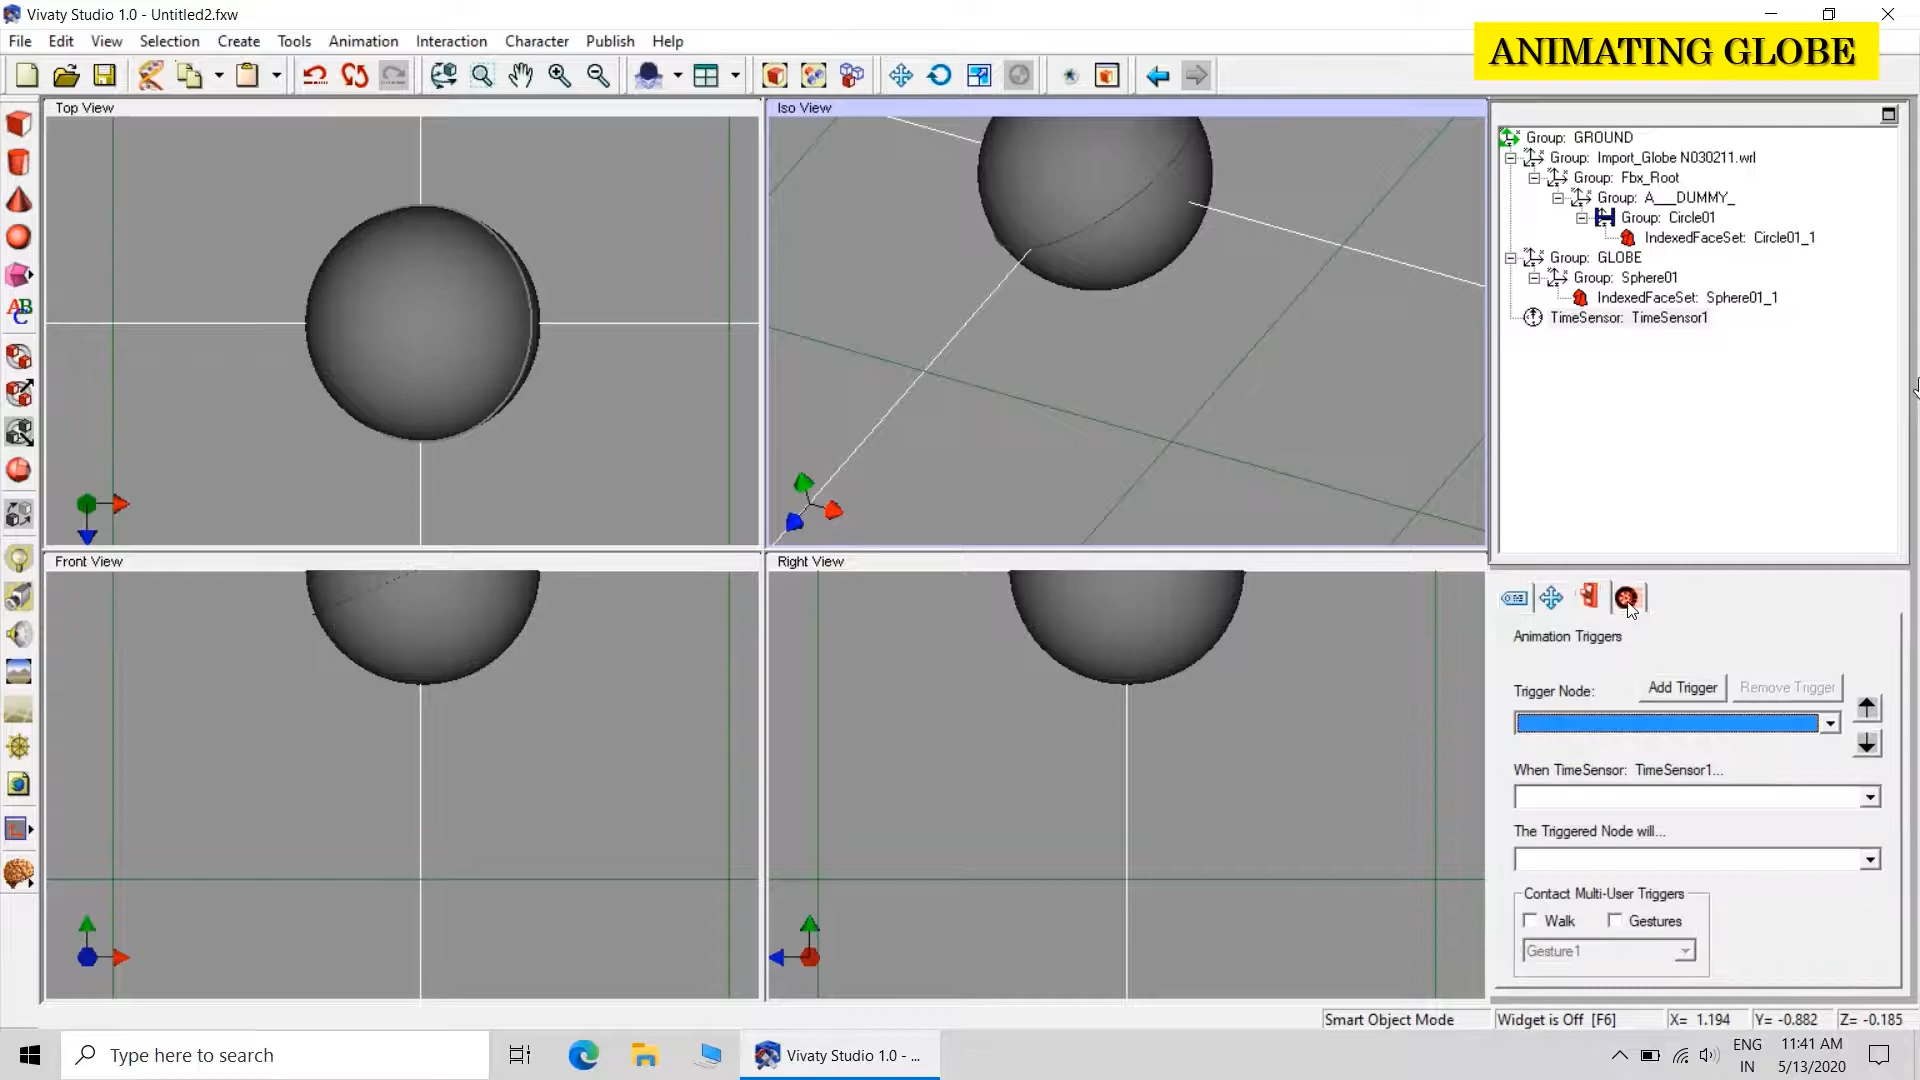 Vivaty Studio 1.0 - Untitled2.fxw
File Edit View Selection Create Tools Animation Interaction Character Publish Help
ANIMATING GLOBE
Top View
Iso View
Group: GROUND
Group: Import_Globe N030211.wrl
Group: Fbx_Root
Group: A___DUMMY_
Group: Circle01
IndexedFaceSet: Circle01_1
Group: GLOBE
Group: Sphere01
IndexedFaceSet: Sphere01_1
TimeSensor: TimeSensor1
ABC
Front View
Right View
Animation Triggers
Trigger Node: Add Trigger Remove Trigger
When TimeSensor: TimeSensor1...
The Triggered Node will...
Contact Multi-User Triggers
Walk Gestures
Gesture1
Smart Object Mode Widget is Off [F6] X= 1.194 Y= -0.882 Z= -0.185
Type here to search
Vivaty Studio 1.0 - ...
ENG
IN
11:41 AM
5/13/2020